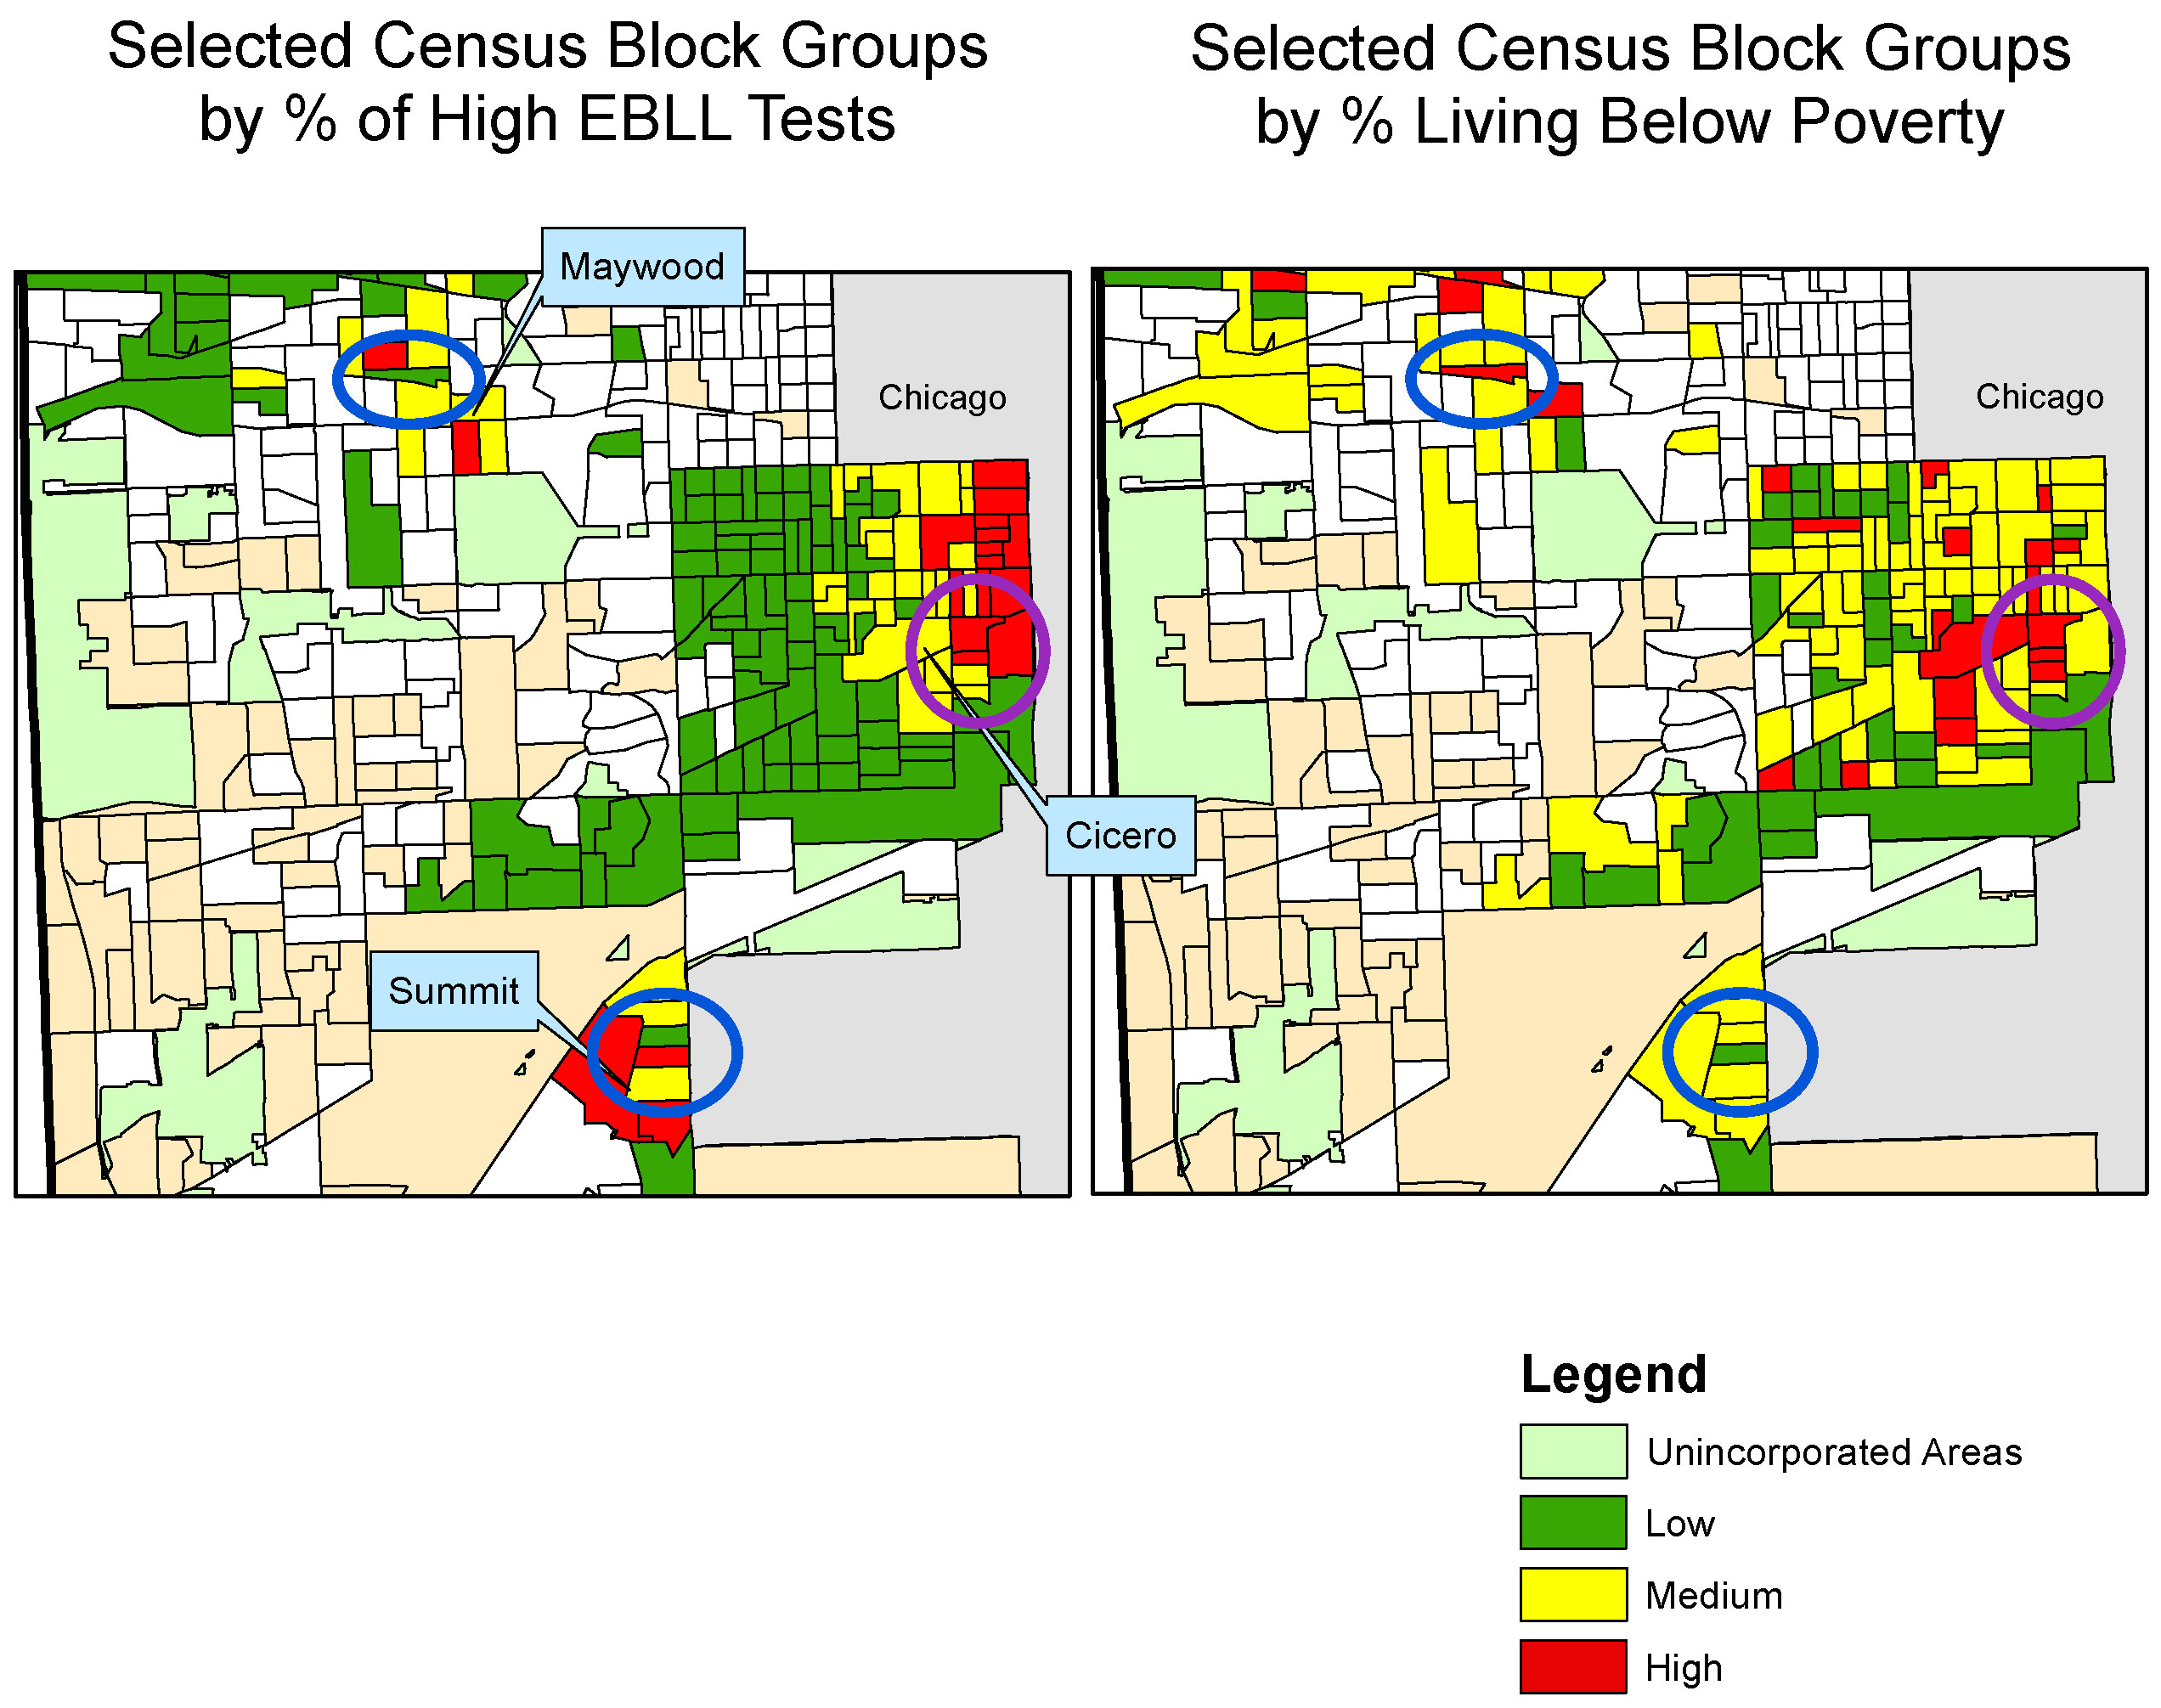 Selected Census Block Groups
by % of High EBLL Tests
Selected Census Block Groups
by % Living Below Poverty
Maywood
Chicago
Chicago
Cicero
Summit
Legend
Unincorporated Areas
Low
Medium
High